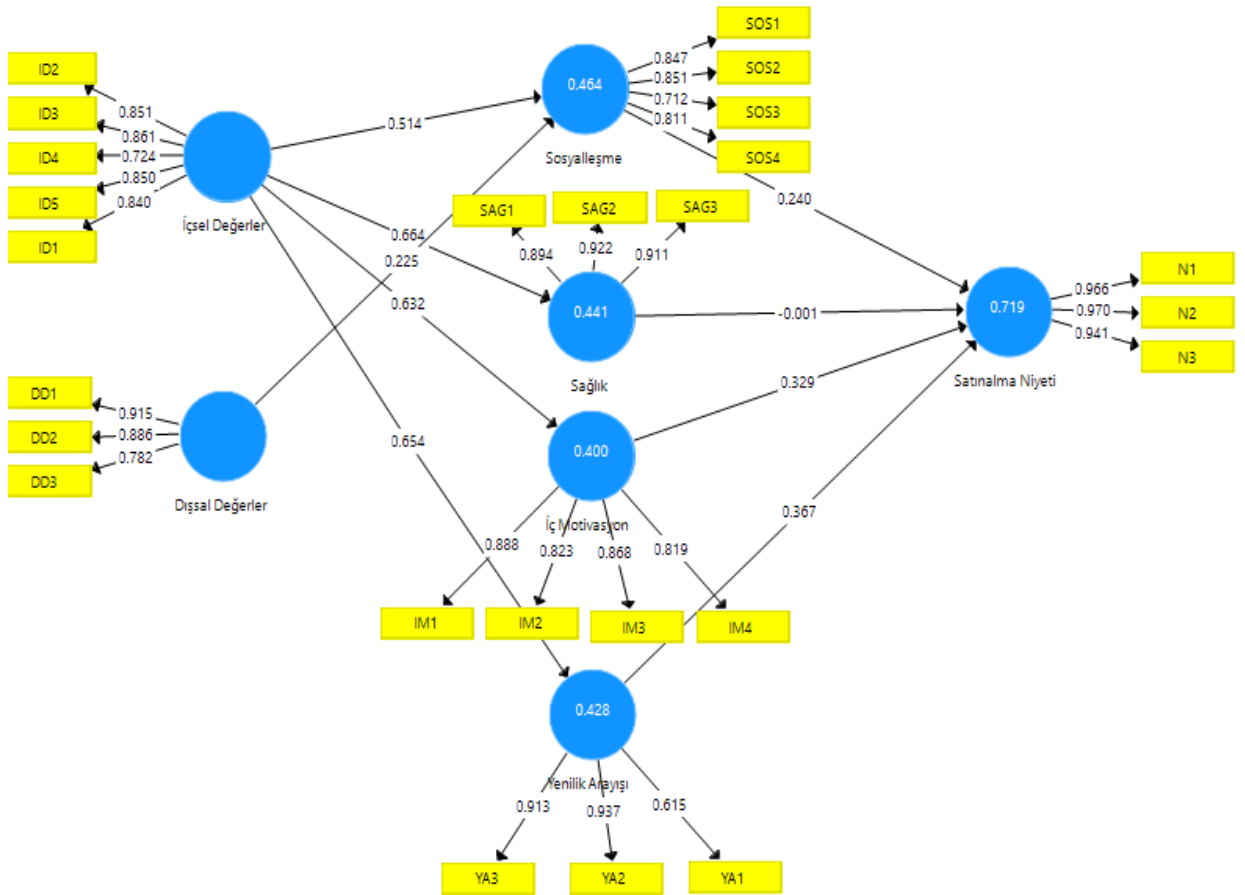 SOS1
0.847
ID2
0.464
0.851
SOS2
0.851
ID3
0.712
SOS3
0.861
0.514
0.811
ID4
0.724
SOS4
0.850
Sosyalleşme
ID5
0.840
0.240
SAG1
SAG2
SAG3
İçsel Değerler
ID1
0.664
0.894
0.922
0.911
0.225
N1
0.966
0.632
0.441
-0.001
0.719
0.970
N2
0.941
N3
Sağlık
Satınalma Niyeti
0.329
DD1
0.915
DD2
0.886
0.654
0.400
0.782
DD3
Dışsal Değerler
0.367
İç Motivasyon
0.888
0.823
0.868
0.819
IM1
IM2
IM3
IM4
0.428
Yenilik Arayışı
0.913
0.937
0.615
YA3
YA2
YA1